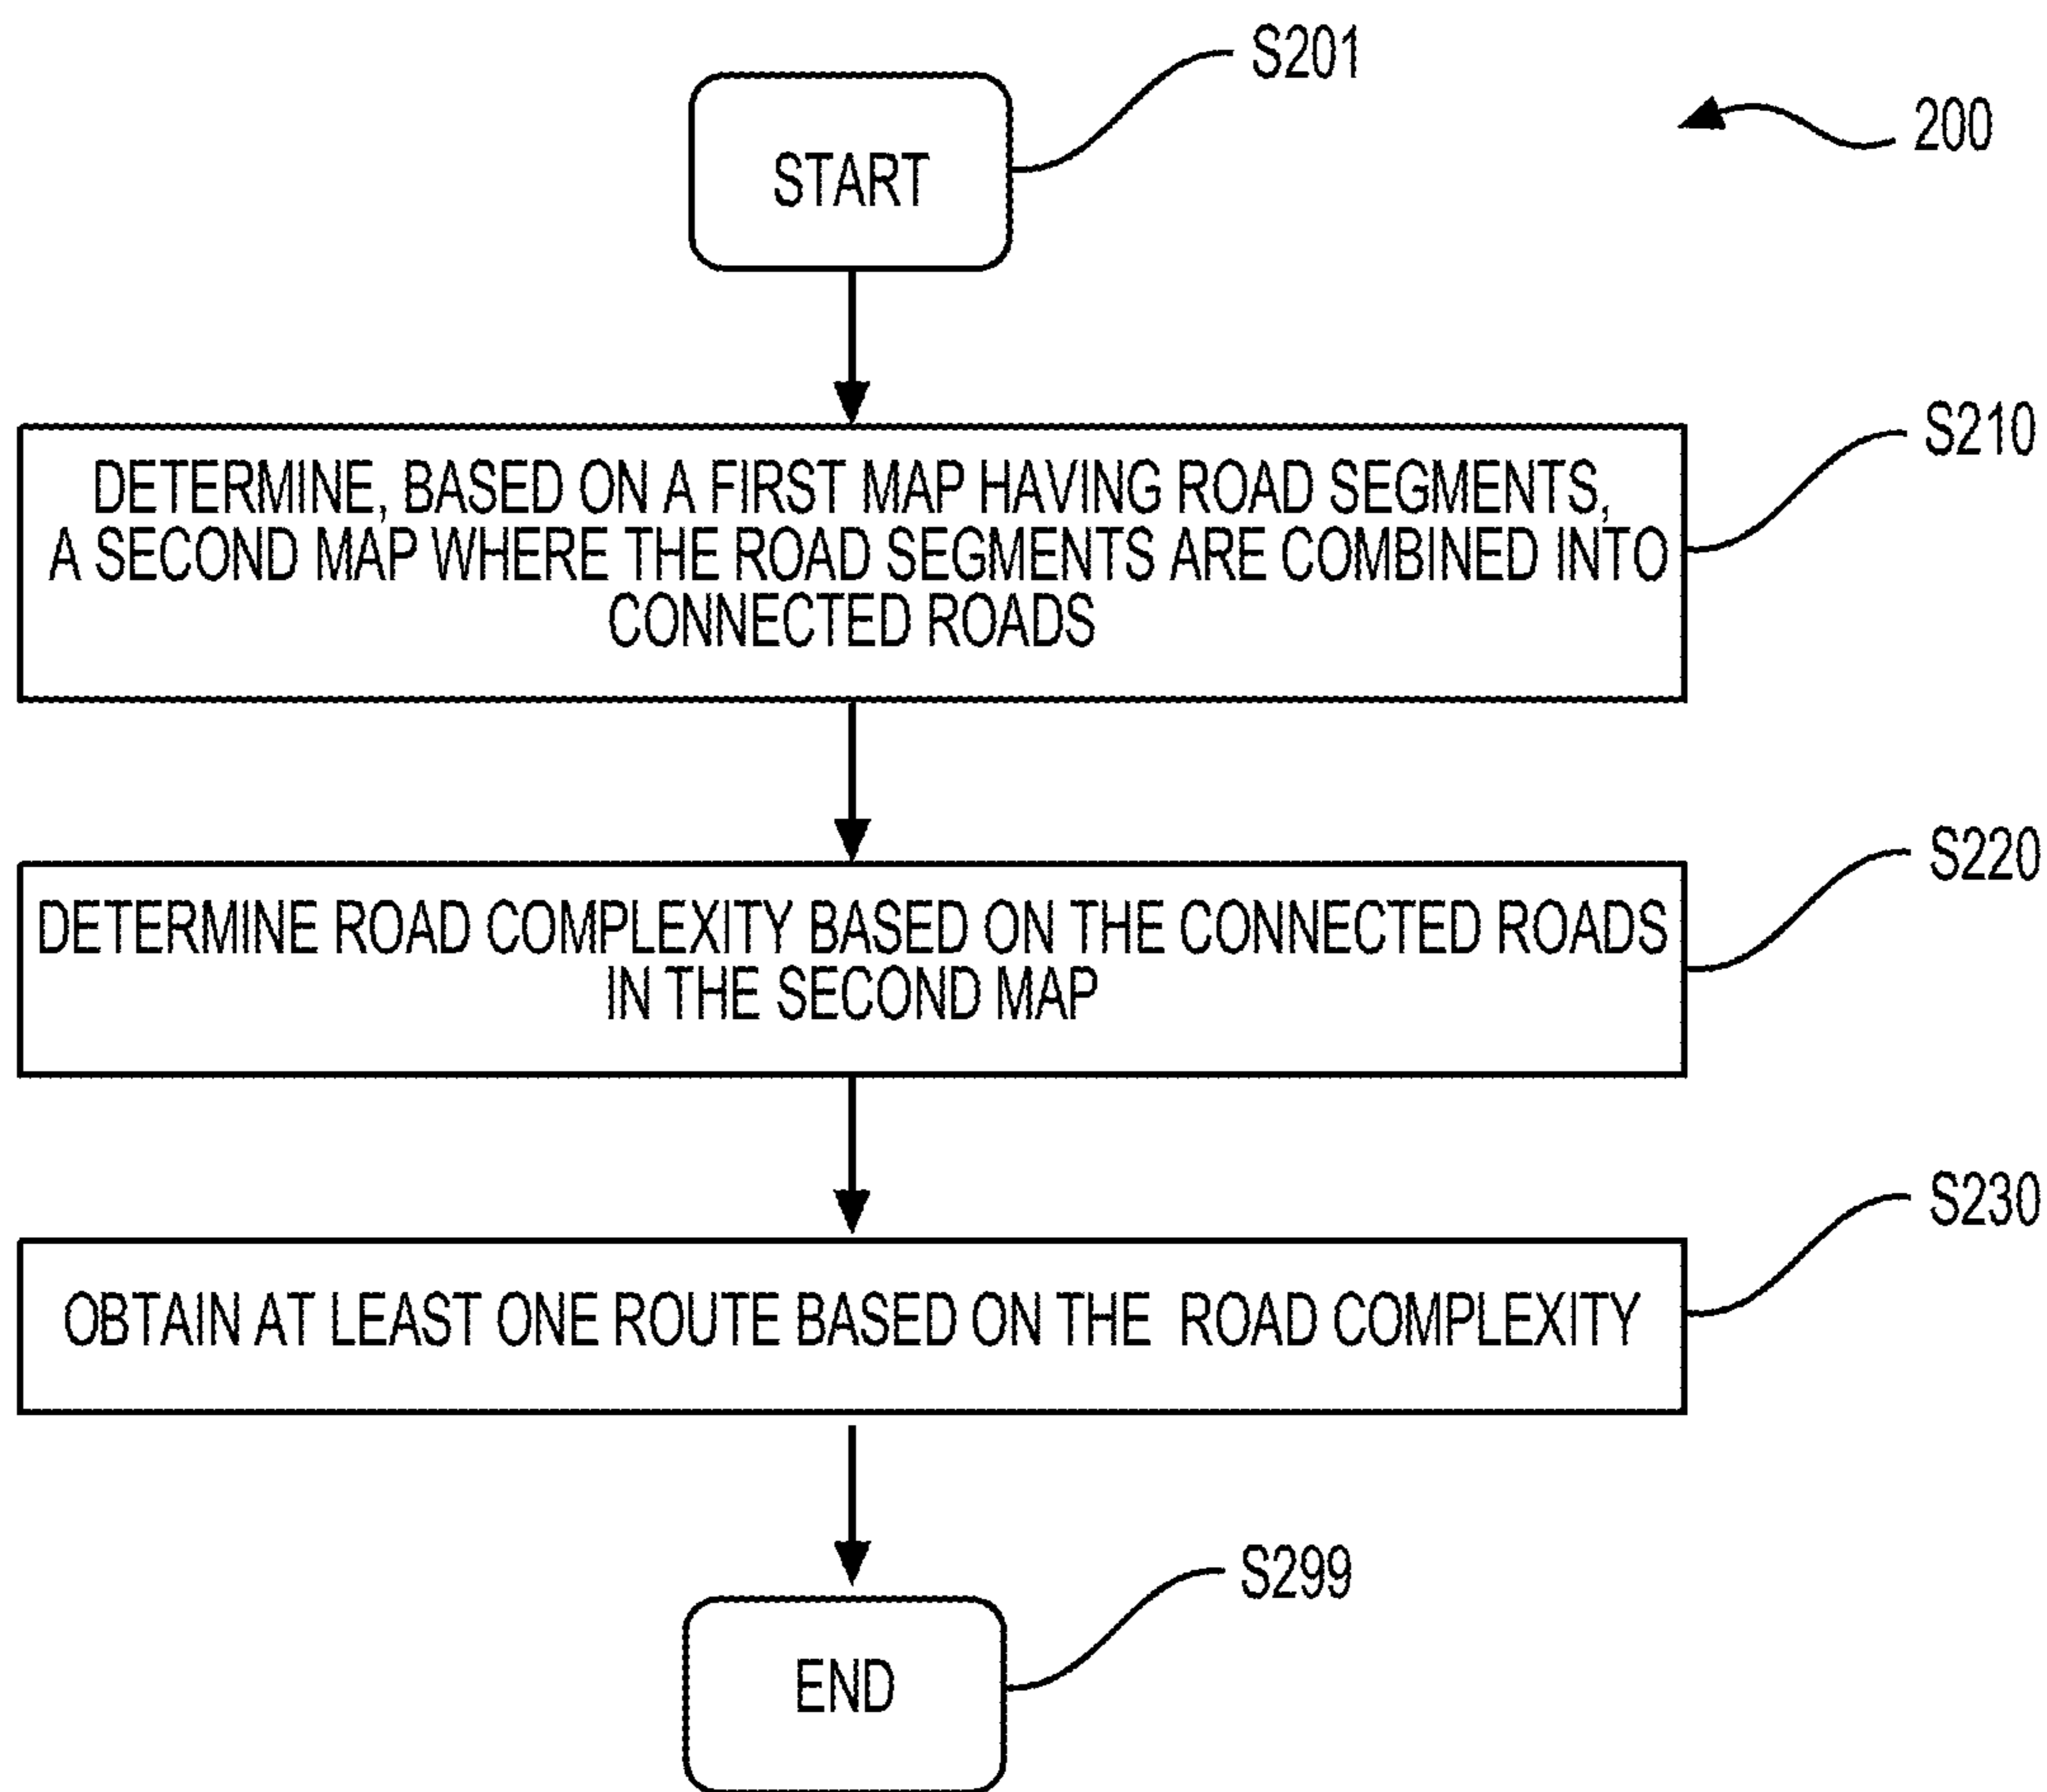 S201
200
START
S210
DETERMINE, BASED ON A FIRST MAP HAVING ROAD SEGMENTS,
A SECOND MAP WHERE THE ROAD SEGMENTS ARE COMBINED INTO
CONNECTED ROADS
S220
DETERMINE ROAD COMPLEXITY BASED ON THE CONNECTED ROADS
IN THE SECOND MAP
S230
OBTAIN AT LEAST ONE ROUTE BASED ON THE ROAD COMPLEXITY
S299
END